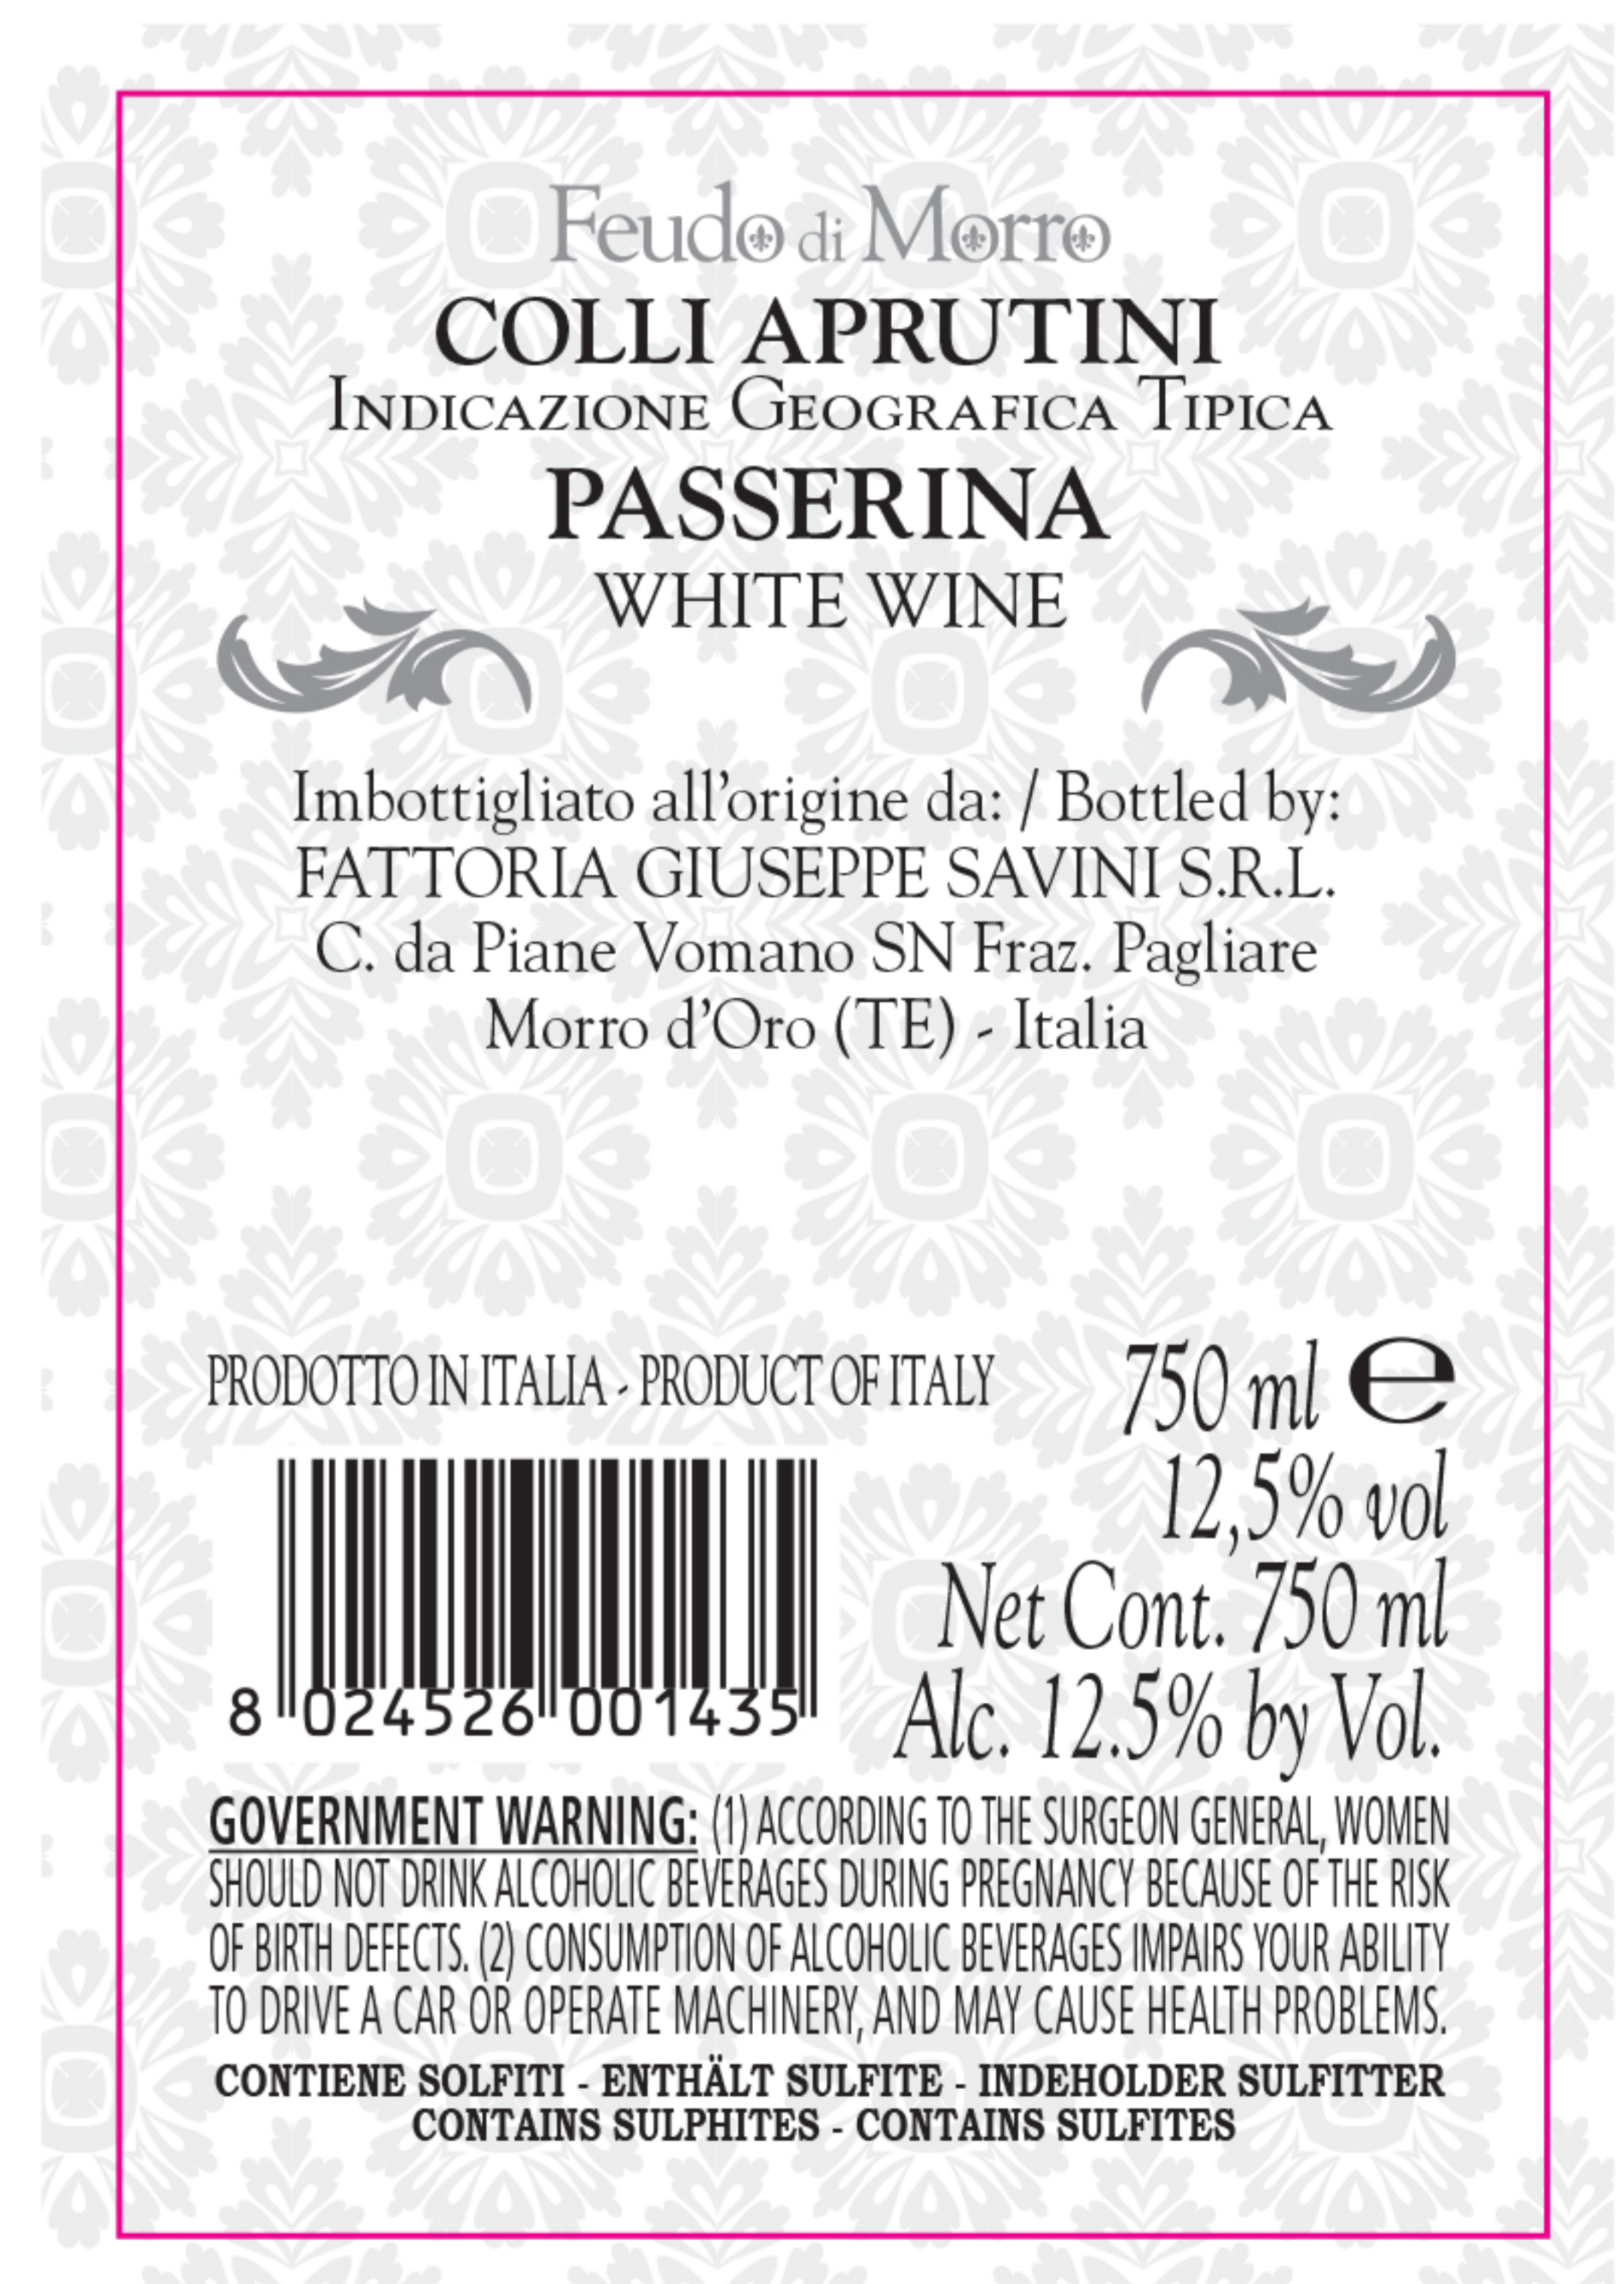 Feudo di Morro
COLLI APRUTINI
INDICAZIONE GEOGRAFICA TIPICA
PASSERINA
WHITE WINE
Imbottigliato all'origine da: / Bottled by:
FATTORIA GIUSEPPE SAVINI S.R.L.
C. da Piane Vomano SN Fraz. Pagliare
Morro d'Oro (TE) - Italia
PRODOTTO IN ITALIA - PRODUCT OF ITALY
750 ml ℮
12,5% vol
Net Cont. 750 ml
Alc. 12.5% by Vol.
8 024526 001435
GOVERNMENT WARNING: (1) ACCORDING TO THE SURGEON GENERAL, WOMEN
SHOULD NOT DRINK ALCOHOLIC BEVERAGES DURING PREGNANCY BECAUSE OF THE RISK
OF BIRTH DEFECTS. (2) CONSUMPTION OF ALCOHOLIC BEVERAGES IMPAIRS YOUR ABILITY
TO DRIVE A CAR OR OPERATE MACHINERY, AND MAY CAUSE HEALTH PROBLEMS.
CONTIENE SOLFITI - ENTHÄLT SULFITE - INDEHOLDER SULFITTER
CONTAINS SULPHITES - CONTAINS SULFITES